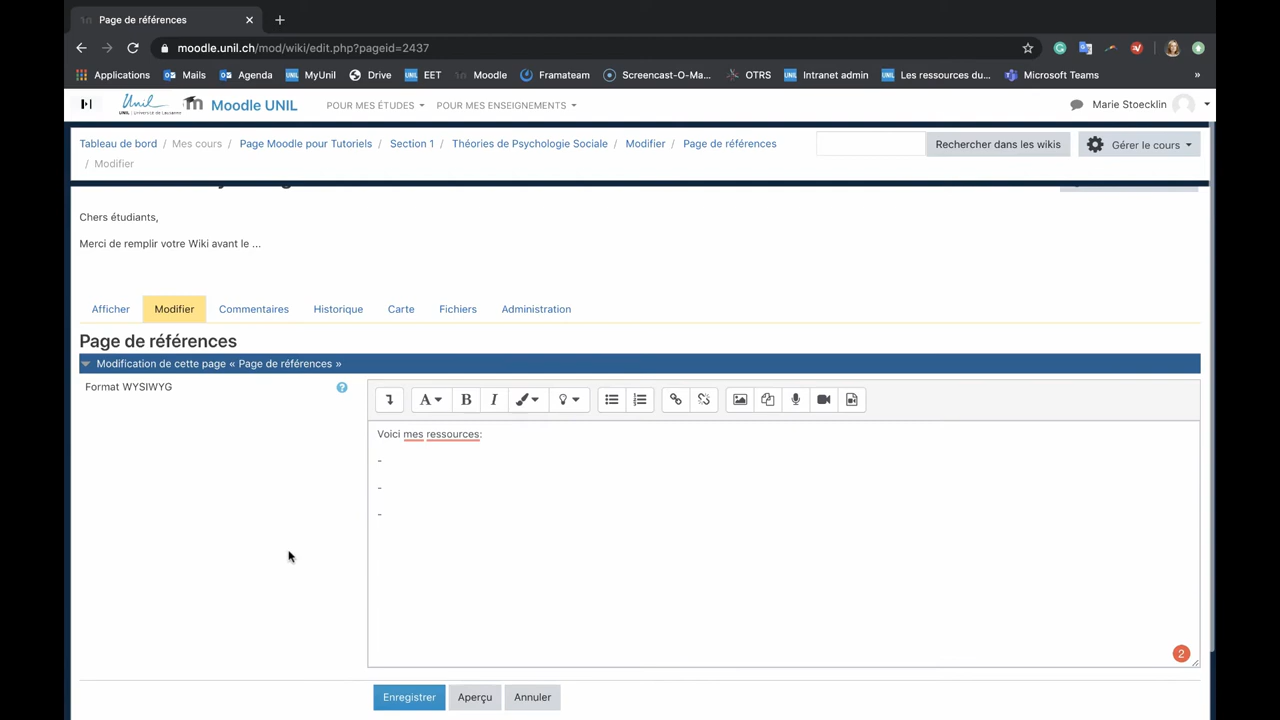 Page de références
moodle.unil.ch/mod/wiki/edit.php?pageid=2437
Applications Mails Agenda MyUnil Drive EET Moodle Framateam Screencast-O-Ma... OTRS Intranet admin Les ressources du... Microsoft Teams »
Unil
UNIL | Université de Lausanne
Moodle UNIL POUR MES ÉTUDES POUR MES ENSEIGNEMENTS Marie Stoecklin
Tableau de bord / Mes cours / Page Moodle pour Tutoriels / Section 1 / Théories de Psychologie Sociale / Modifier / Page de références
/ Modifier
Rechercher dans les wikis Gérer le cours
Chers étudiants,
Merci de remplir votre Wiki avant le ...
Afficher Modifier Commentaires Historique Carte Fichiers Administration
Page de références
Modification de cette page « Page de références »
Format WYSIWYG ?
A B I
Voici mes ressources:
-
-
-
2
Enregistrer Aperçu Annuler